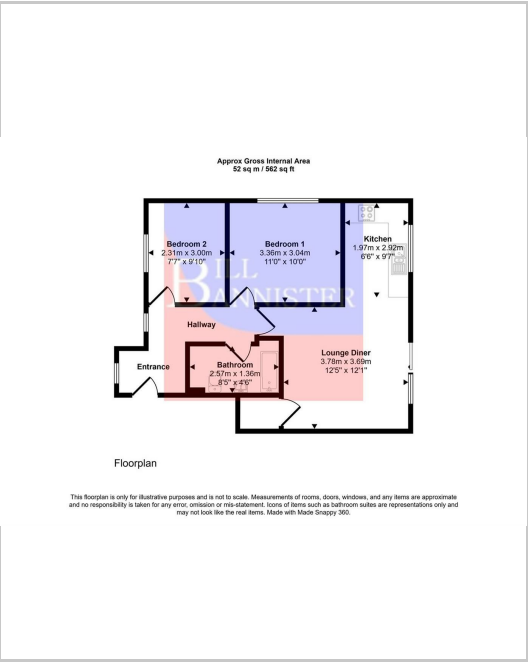 Approx Gross Internal Area
52 sq m / 562 sq ft
Bedroom 2
2.31m x 3.00m
7'7" x 9'10"
Bedroom 1
3.36m x 3.04m
11'0" x 10'0"
Kitchen
1.97m x 2.92m
6'6" x 9'7"
BILL
BANNISTER
Hallway
Entrance
Bathroom
2.57m x 1.36m
8'5" x 4'6"
Lounge Diner
3.78m x 3.69m
12'5" x 12'1"
Floorplan
This floorplan is only for illustrative purposes and is not to scale. Measurements of rooms, doors, windows, and any items are approximate
and no responsibility is taken for any error, omission or mis-statement. Icons of items such as bathroom suites are representations only and
may not look like the real items. Made with Made Snappy 360.